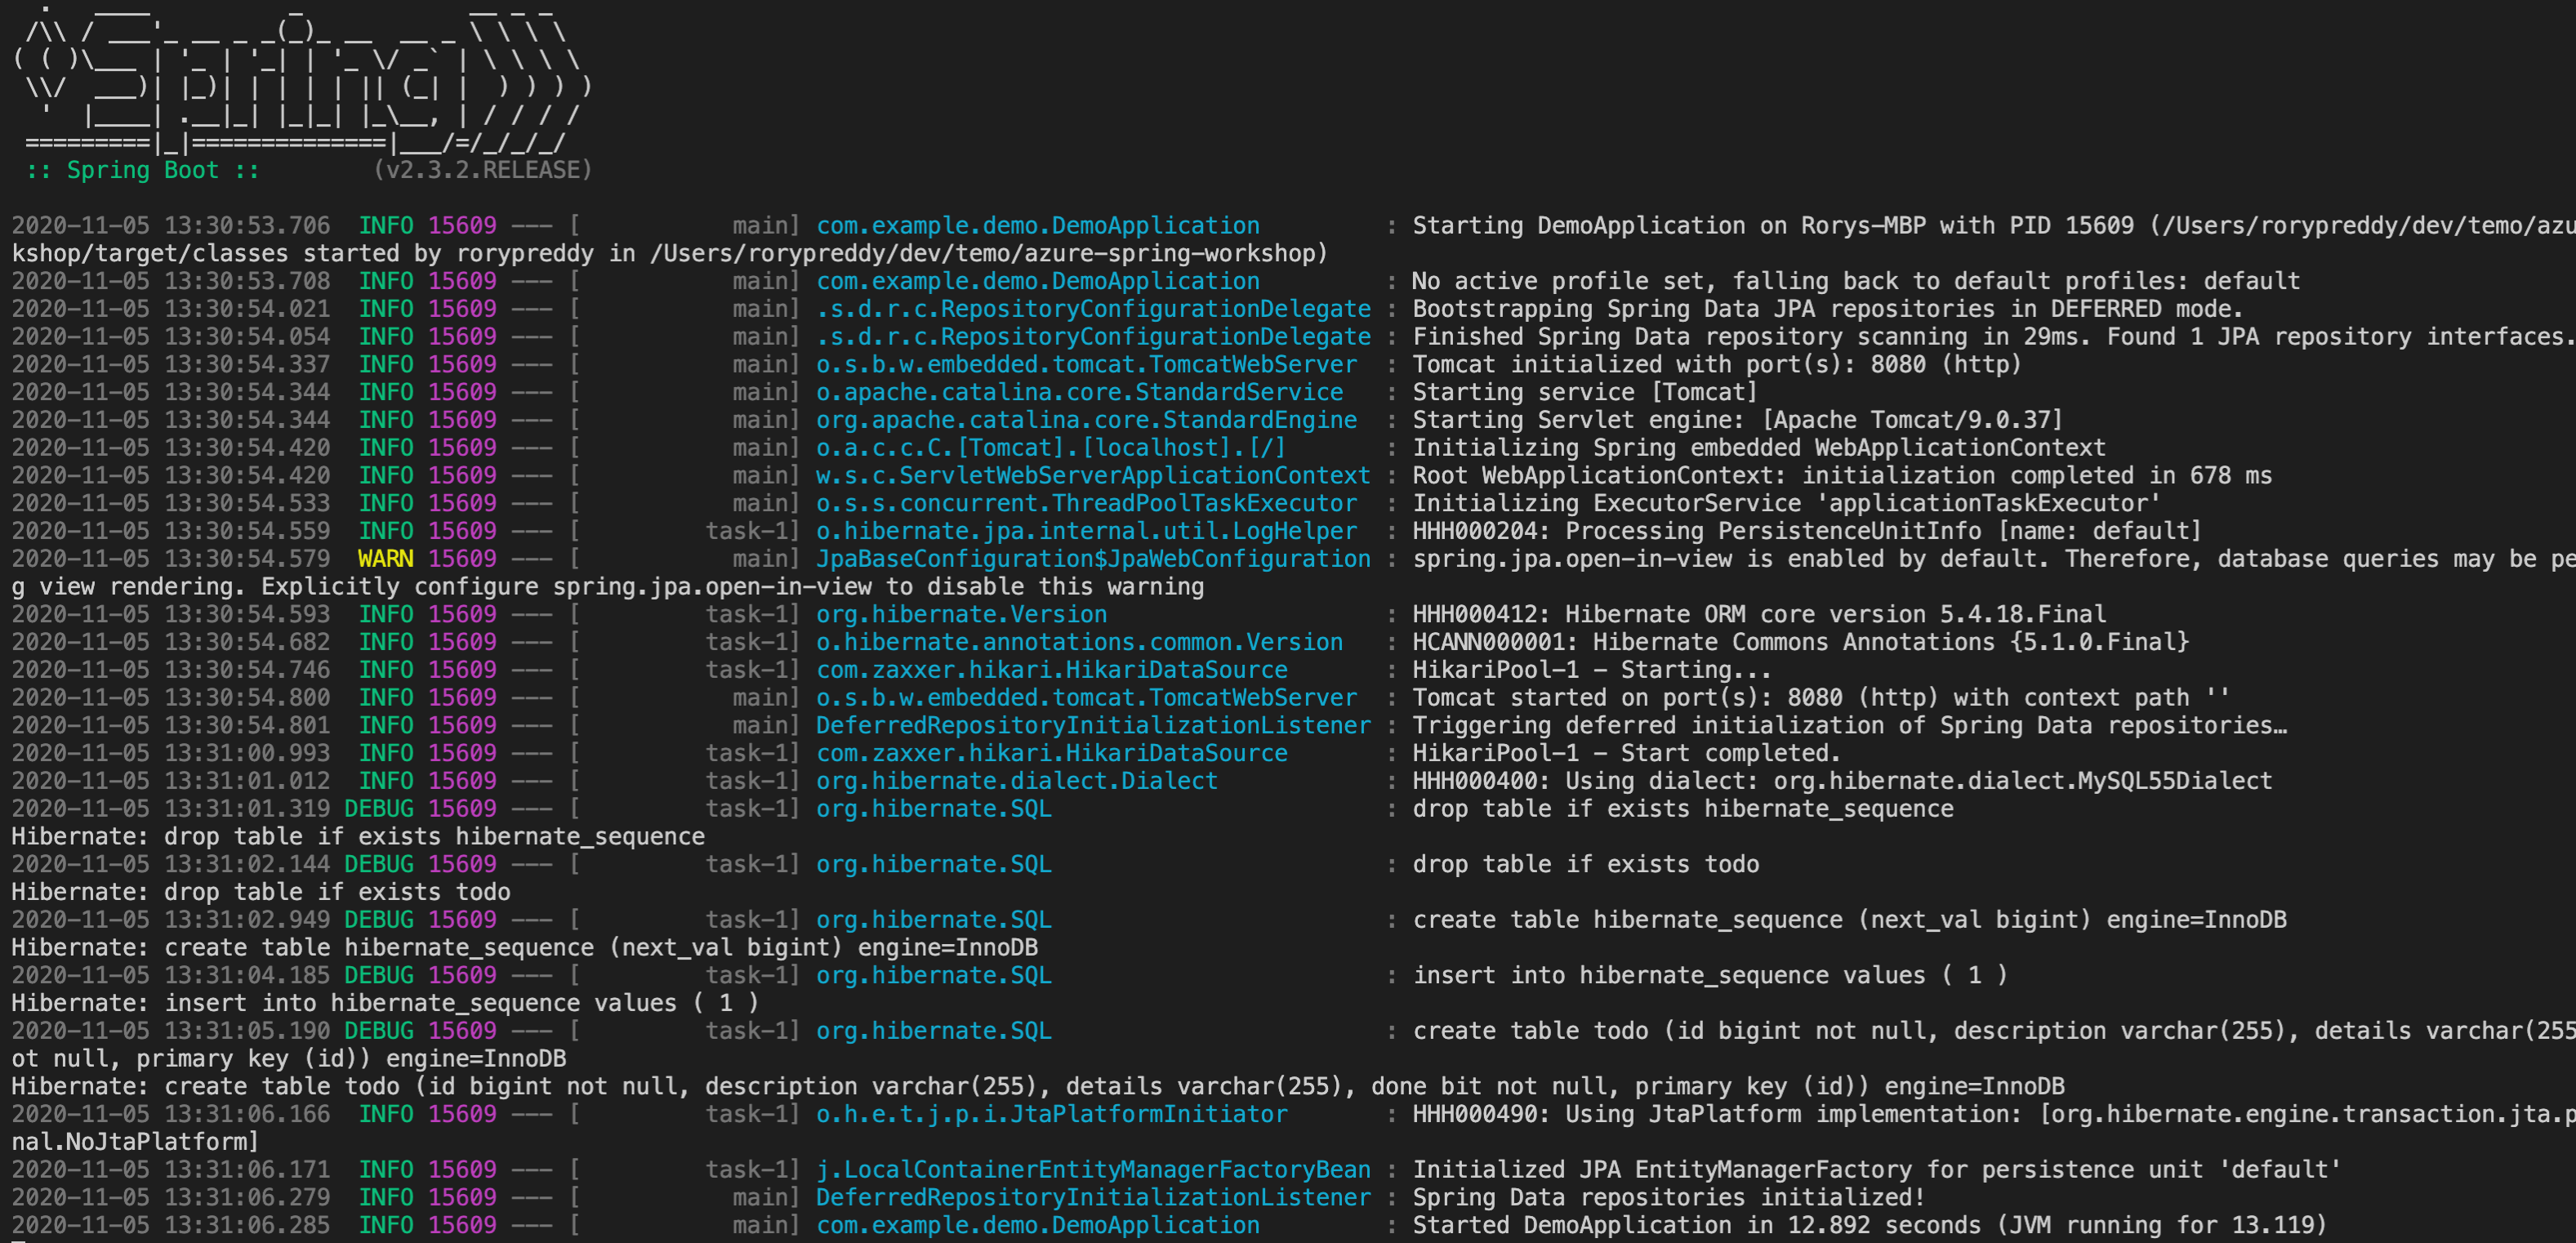 .   ____          _            __ _ _
 /\\ / ___'_ __ _ _(_)_ __  __ _ \ \ \ \
( ( )\___ | '_ | '_| | '_ \/ _` | \ \ \ \
 \\/  ___)| |_)| | | | | || (_| |  ) ) ) )
  '  |____| .__|_| |_|_| |_\__, | / / / /
 =========|_|==============|___/=/_/_/_/
 :: Spring Boot ::        (v2.3.2.RELEASE)
2020-11-05 13:30:53.706  INFO 15609 --- [           main] com.example.demo.DemoApplication         : Starting DemoApplication on Rorys-MBP with PID 15609 (/Users/rorypreddy/dev/temo/azu
kshop/target/classes started by rorypreddy in /Users/rorypreddy/dev/temo/azure-spring-workshop)
2020-11-05 13:30:53.708  INFO 15609 --- [           main] com.example.demo.DemoApplication         : No active profile set, falling back to default profiles: default
2020-11-05 13:30:54.021  INFO 15609 --- [           main] .s.d.r.c.RepositoryConfigurationDelegate : Bootstrapping Spring Data JPA repositories in DEFERRED mode.
2020-11-05 13:30:54.054  INFO 15609 --- [           main] .s.d.r.c.RepositoryConfigurationDelegate : Finished Spring Data repository scanning in 29ms. Found 1 JPA repository interfaces.
2020-11-05 13:30:54.337  INFO 15609 --- [           main] o.s.b.w.embedded.tomcat.TomcatWebServer  : Tomcat initialized with port(s): 8080 (http)
2020-11-05 13:30:54.344  INFO 15609 --- [           main] o.apache.catalina.core.StandardService   : Starting service [Tomcat]
2020-11-05 13:30:54.344  INFO 15609 --- [           main] org.apache.catalina.core.StandardEngine  : Starting Servlet engine: [Apache Tomcat/9.0.37]
2020-11-05 13:30:54.420  INFO 15609 --- [           main] o.a.c.c.C.[Tomcat].[localhost].[/]       : Initializing Spring embedded WebApplicationContext
2020-11-05 13:30:54.420  INFO 15609 --- [           main] w.s.c.ServletWebServerApplicationContext : Root WebApplicationContext: initialization completed in 678 ms
2020-11-05 13:30:54.533  INFO 15609 --- [           main] o.s.s.concurrent.ThreadPoolTaskExecutor  : Initializing ExecutorService 'applicationTaskExecutor'
2020-11-05 13:30:54.559  INFO 15609 --- [         task-1] o.hibernate.jpa.internal.util.LogHelper  : HHH000204: Processing PersistenceUnitInfo [name: default]
2020-11-05 13:30:54.579  WARN 15609 --- [           main] JpaBaseConfiguration$JpaWebConfiguration : spring.jpa.open-in-view is enabled by default. Therefore, database queries may be pe
g view rendering. Explicitly configure spring.jpa.open-in-view to disable this warning
2020-11-05 13:30:54.593  INFO 15609 --- [         task-1] org.hibernate.Version                    : HHH000412: Hibernate ORM core version 5.4.18.Final
2020-11-05 13:30:54.682  INFO 15609 --- [         task-1] o.hibernate.annotations.common.Version   : HCANN000001: Hibernate Commons Annotations {5.1.0.Final}
2020-11-05 13:30:54.746  INFO 15609 --- [         task-1] com.zaxxer.hikari.HikariDataSource       : HikariPool-1 - Starting...
2020-11-05 13:30:54.800  INFO 15609 --- [           main] o.s.b.w.embedded.tomcat.TomcatWebServer  : Tomcat started on port(s): 8080 (http) with context path ''
2020-11-05 13:30:54.801  INFO 15609 --- [           main] DeferredRepositoryInitializationListener : Triggering deferred initialization of Spring Data repositories…
2020-11-05 13:31:00.993  INFO 15609 --- [         task-1] com.zaxxer.hikari.HikariDataSource       : HikariPool-1 - Start completed.
2020-11-05 13:31:01.012  INFO 15609 --- [         task-1] org.hibernate.dialect.Dialect            : HHH000400: Using dialect: org.hibernate.dialect.MySQL55Dialect
2020-11-05 13:31:01.319 DEBUG 15609 --- [         task-1] org.hibernate.SQL                        : drop table if exists hibernate_sequence
Hibernate: drop table if exists hibernate_sequence
2020-11-05 13:31:02.144 DEBUG 15609 --- [         task-1] org.hibernate.SQL                        : drop table if exists todo
Hibernate: drop table if exists todo
2020-11-05 13:31:02.949 DEBUG 15609 --- [         task-1] org.hibernate.SQL                        : create table hibernate_sequence (next_val bigint) engine=InnoDB
Hibernate: create table hibernate_sequence (next_val bigint) engine=InnoDB
2020-11-05 13:31:04.185 DEBUG 15609 --- [         task-1] org.hibernate.SQL                        : insert into hibernate_sequence values ( 1 )
Hibernate: insert into hibernate_sequence values ( 1 )
2020-11-05 13:31:05.190 DEBUG 15609 --- [         task-1] org.hibernate.SQL                        : create table todo (id bigint not null, description varchar(255), details varchar(255
ot null, primary key (id)) engine=InnoDB
Hibernate: create table todo (id bigint not null, description varchar(255), details varchar(255), done bit not null, primary key (id)) engine=InnoDB
2020-11-05 13:31:06.166  INFO 15609 --- [         task-1] o.h.e.t.j.p.i.JtaPlatformInitiator       : HHH000490: Using JtaPlatform implementation: [org.hibernate.engine.transaction.jta.p
nal.NoJtaPlatform]
2020-11-05 13:31:06.171  INFO 15609 --- [         task-1] j.LocalContainerEntityManagerFactoryBean : Initialized JPA EntityManagerFactory for persistence unit 'default'
2020-11-05 13:31:06.279  INFO 15609 --- [           main] DeferredRepositoryInitializationListener : Spring Data repositories initialized!
2020-11-05 13:31:06.285  INFO 15609 --- [           main] com.example.demo.DemoApplication         : Started DemoApplication in 12.892 seconds (JVM running for 13.119)